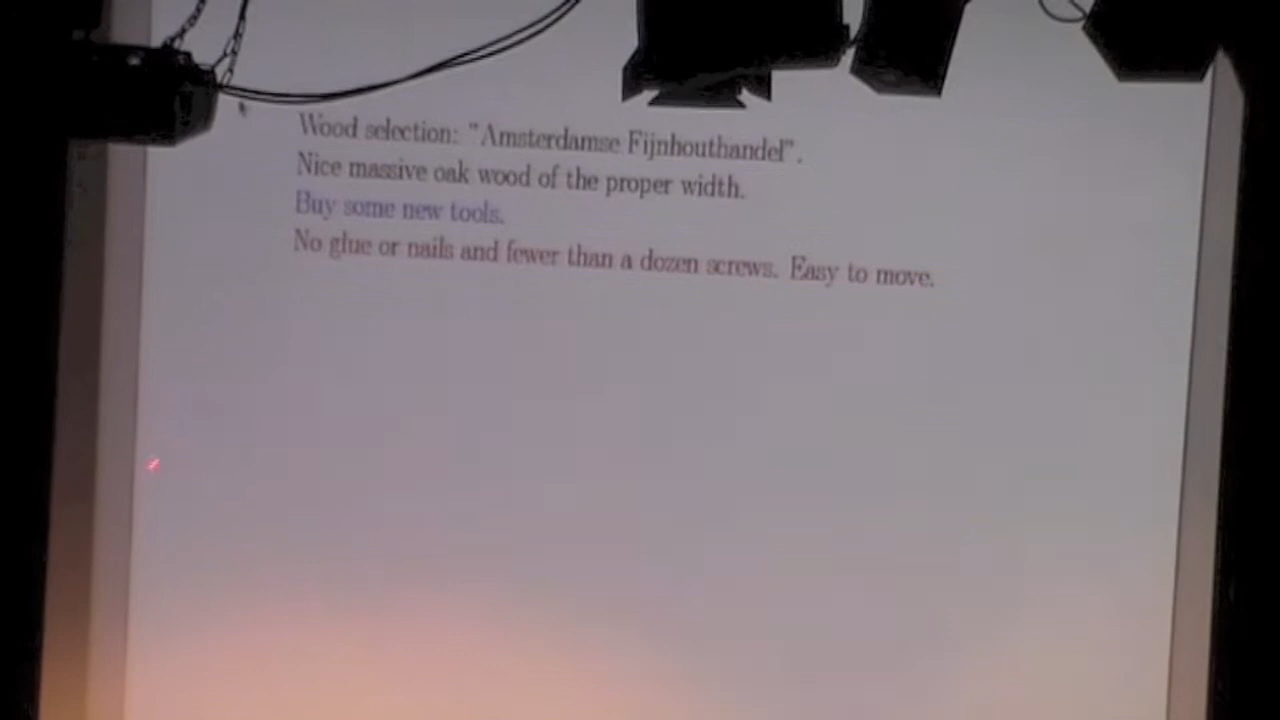 Wood selection: "Amsterdamse Fijnhouthandel".
Nice massive oak wood of the proper width.
Buy some new tools.
No glue or nails and fewer than a dozen screws. Easy to move.